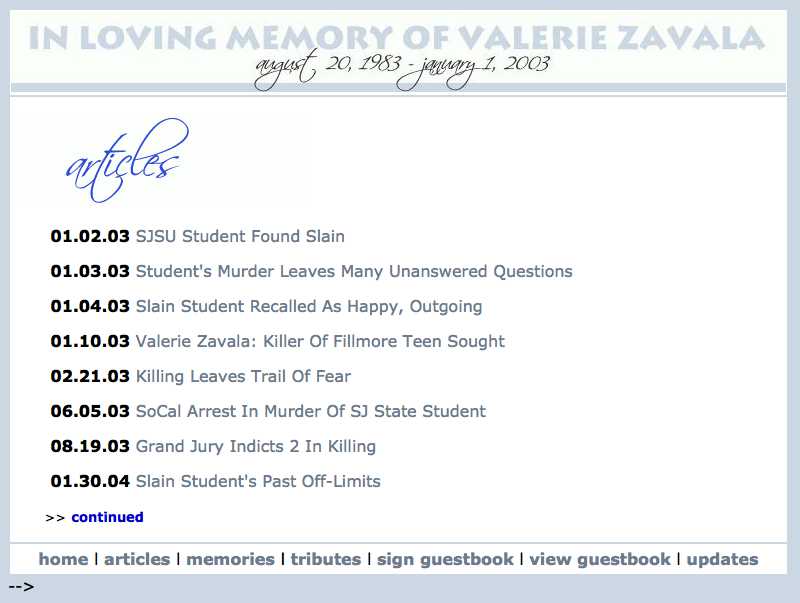 IN LOVING MEMORY OF VALERIE ZAVALA
august 20, 1983 - january 1, 2003
articles
01.02.03 SJSU Student Found Slain
01.03.03 Student's Murder Leaves Many Unanswered Questions
01.04.03 Slain Student Recalled As Happy, Outgoing
01.10.03 Valerie Zavala: Killer Of Fillmore Teen Sought
02.21.03 Killing Leaves Trail Of Fear
06.05.03 SoCal Arrest In Murder Of SJ State Student
08.19.03 Grand Jury Indicts 2 In Killing
01.30.04 Slain Student's Past Off-Limits
>> continued
home | articles | memories | tributes | sign guestbook | view guestbook | updates
-->